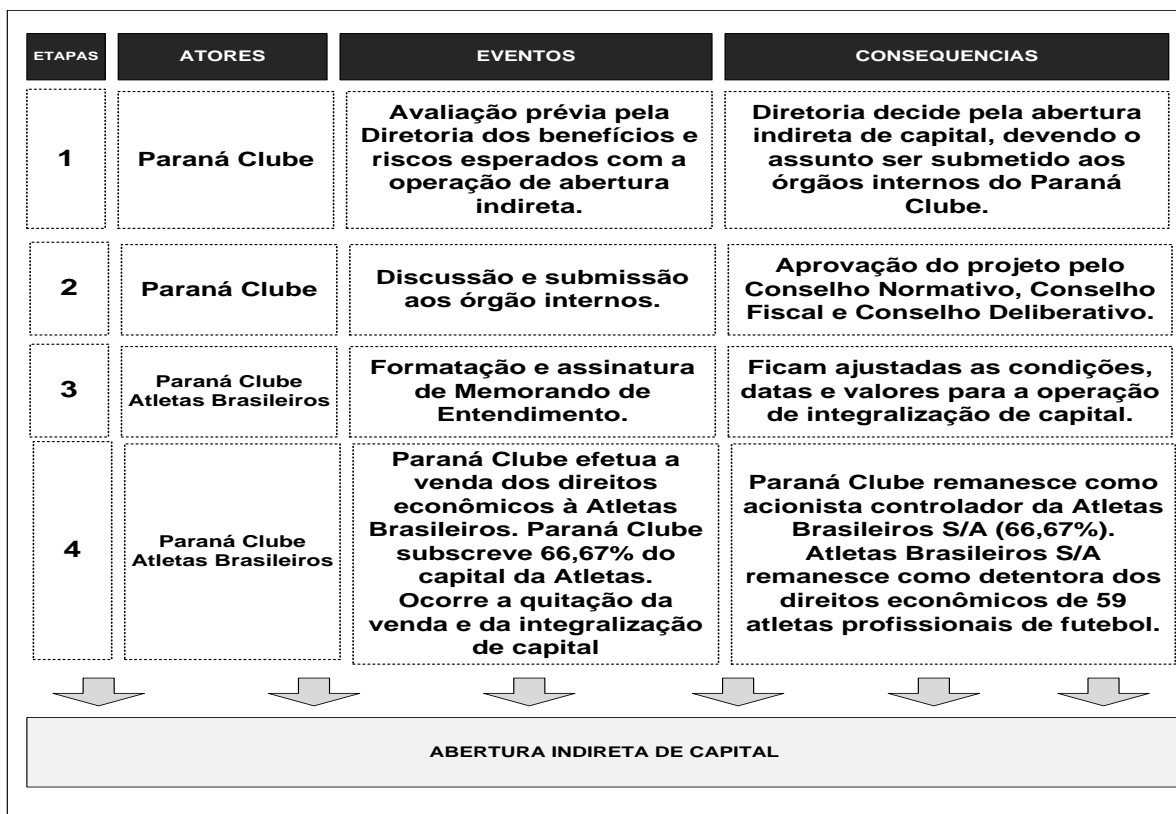 ETAPAS
ATORES
EVENTOS
CONSEQUENCIAS
1
Paraná Clube
Avaliação prévia pela
Diretoria dos benefícios e
riscos esperados com a
operação de abertura
indireta.
Diretoria decide pela abertura
indireta de capital, devendo o
assunto ser submetido aos
órgãos internos do Paraná
Clube.
2
Paraná Clube
Discussão e submissão
aos órgão internos.
Aprovação do projeto pelo
Conselho Normativo, Conselho
Fiscal e Conselho Deliberativo.
3
Paraná Clube
Atletas Brasileiros
Formatação e assinatura
de Memorando de
Entendimento.
Ficam ajustadas as condições,
datas e valores para a operação
de integralização de capital.
4
Paraná Clube
Atletas Brasileiros
Paraná Clube efetua a
venda dos direitos
econômicos à Atletas
Brasileiros. Paraná Clube
subscreve 66,67% do
capital da Atletas.
Ocorre a quitação da
venda e da integralização
de capital
Paraná Clube remanesce como
acionista controlador da Atletas
Brasileiros S/A (66,67%).
Atletas Brasileiros S/A
remanesce como detentora dos
direitos econômicos de 59
atletas profissionais de futebol.
ABERTURA INDIRETA DE CAPITAL